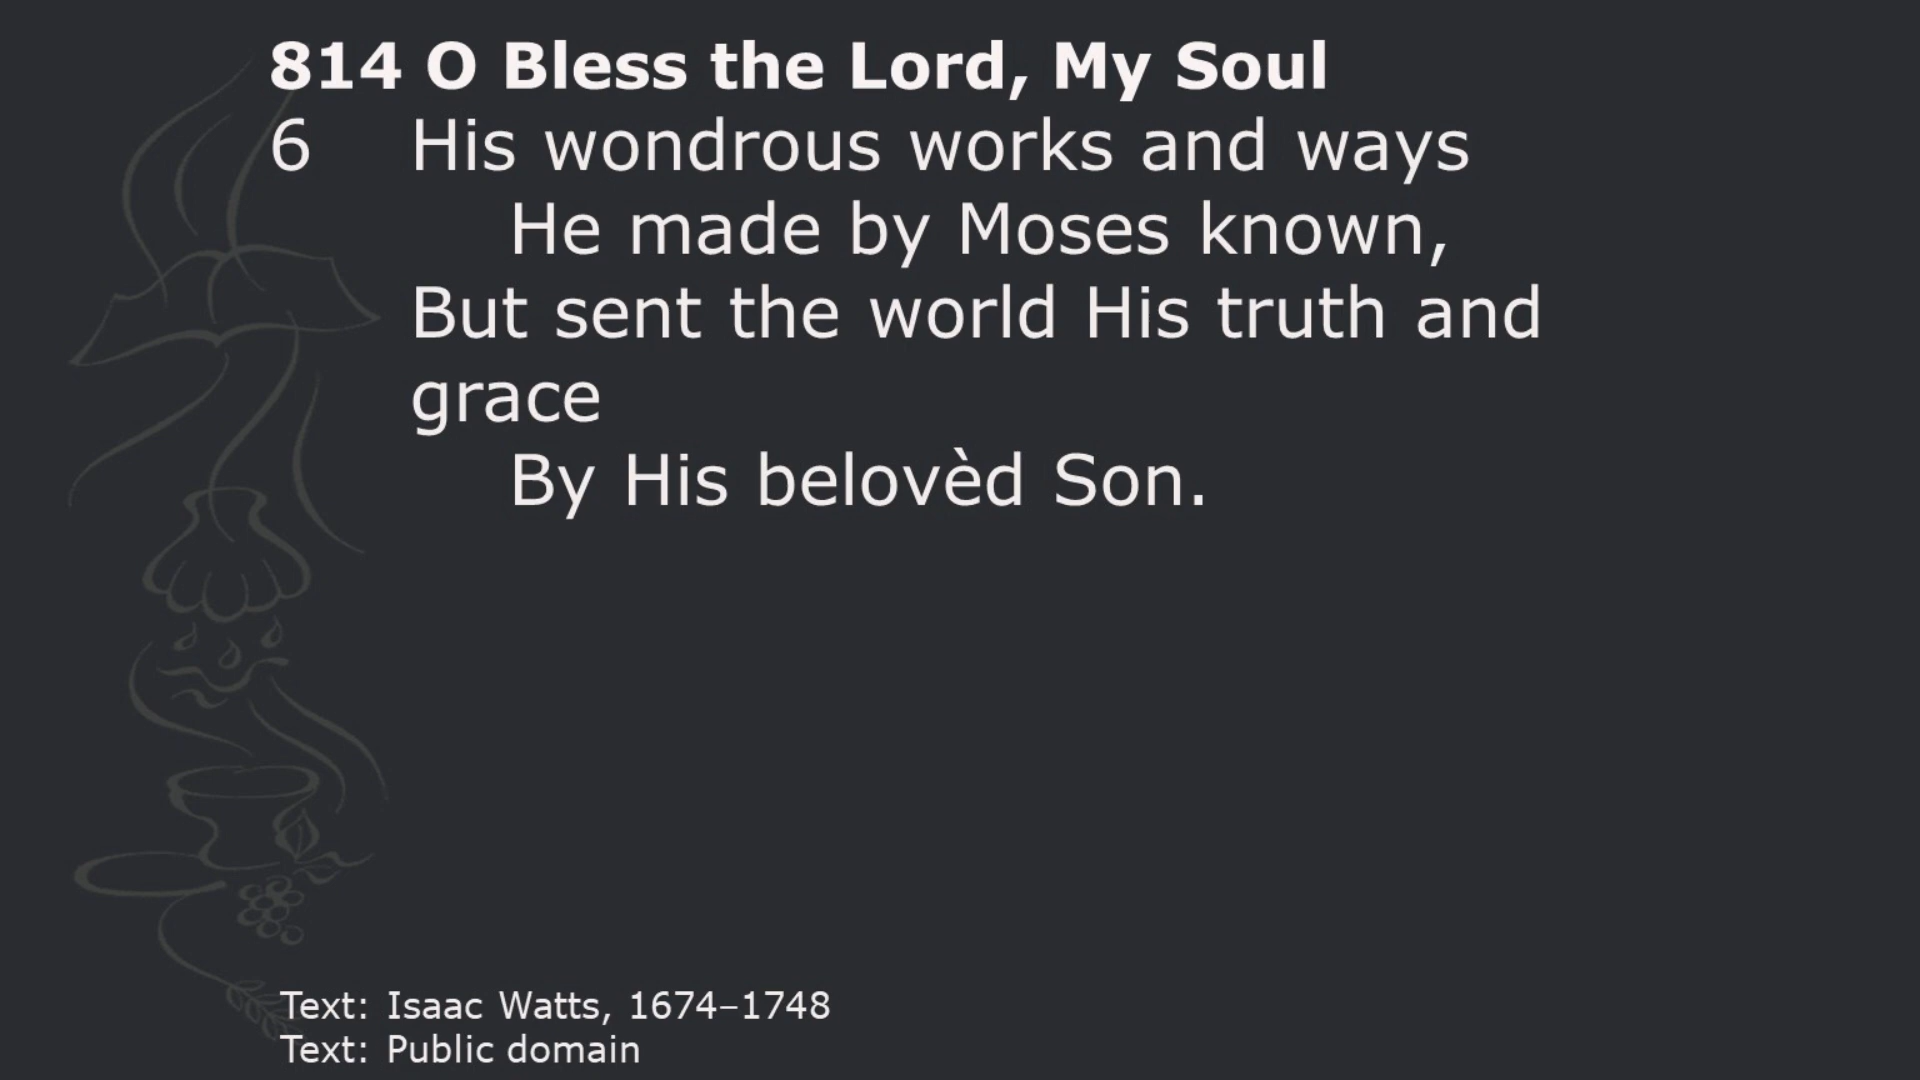 814 O Bless the Lord, My Soul
6 His wondrous works and ways
He made by Moses known,
But sent the world His truth and
grace
By His belovèd Son.
Text: Isaac Watts, 1674–1748
Text: Public domain